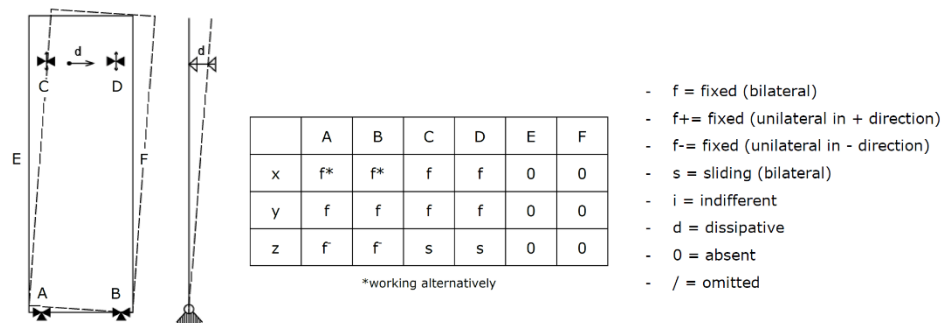 d
d
C
D
E
F
A
B
A B C D E F
x f* f* f f 0 0
y f f f f 0 0
z f- f- s s 0 0
*working alternatively
- f = fixed (bilateral)
- f+= fixed (unilateral in + direction)
- f-= fixed (unilateral in - direction)
- s = sliding (bilateral)
- i = indifferent
- d = dissipative
- 0 = absent
- / = omitted